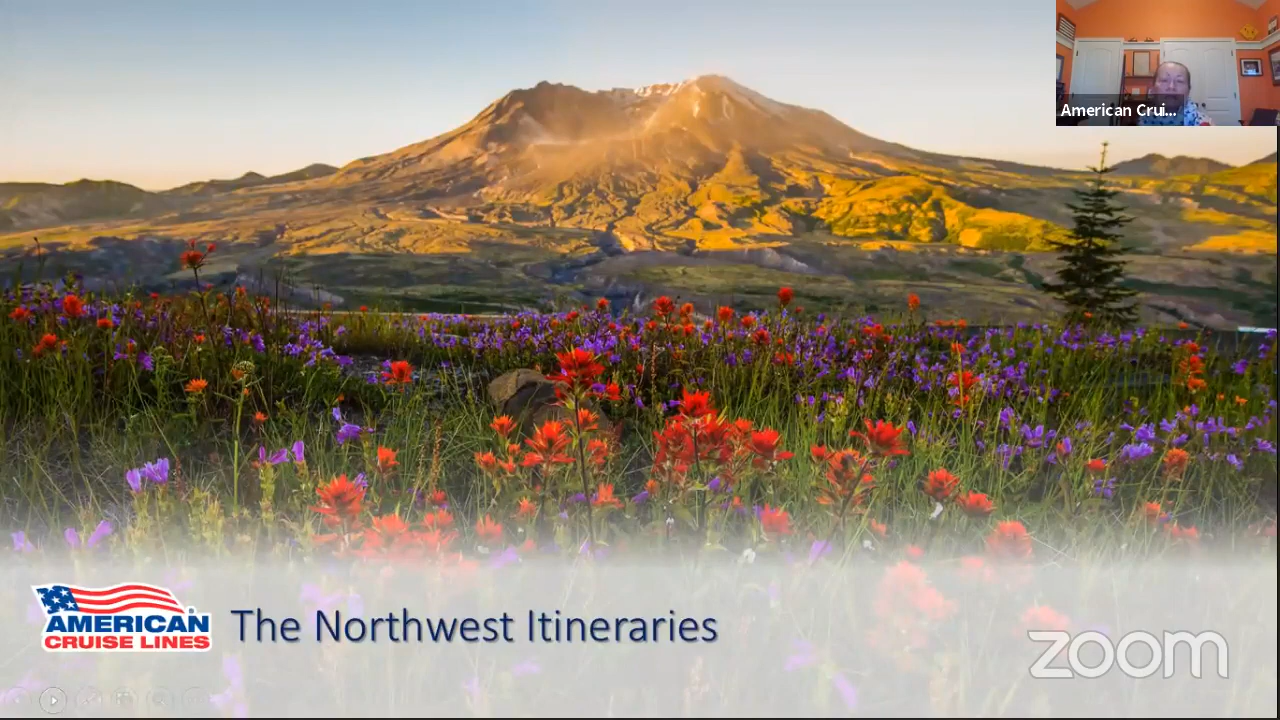 American Crui...
AMERICAN
CRUISE LINES
The Northwest Itineraries
zoom